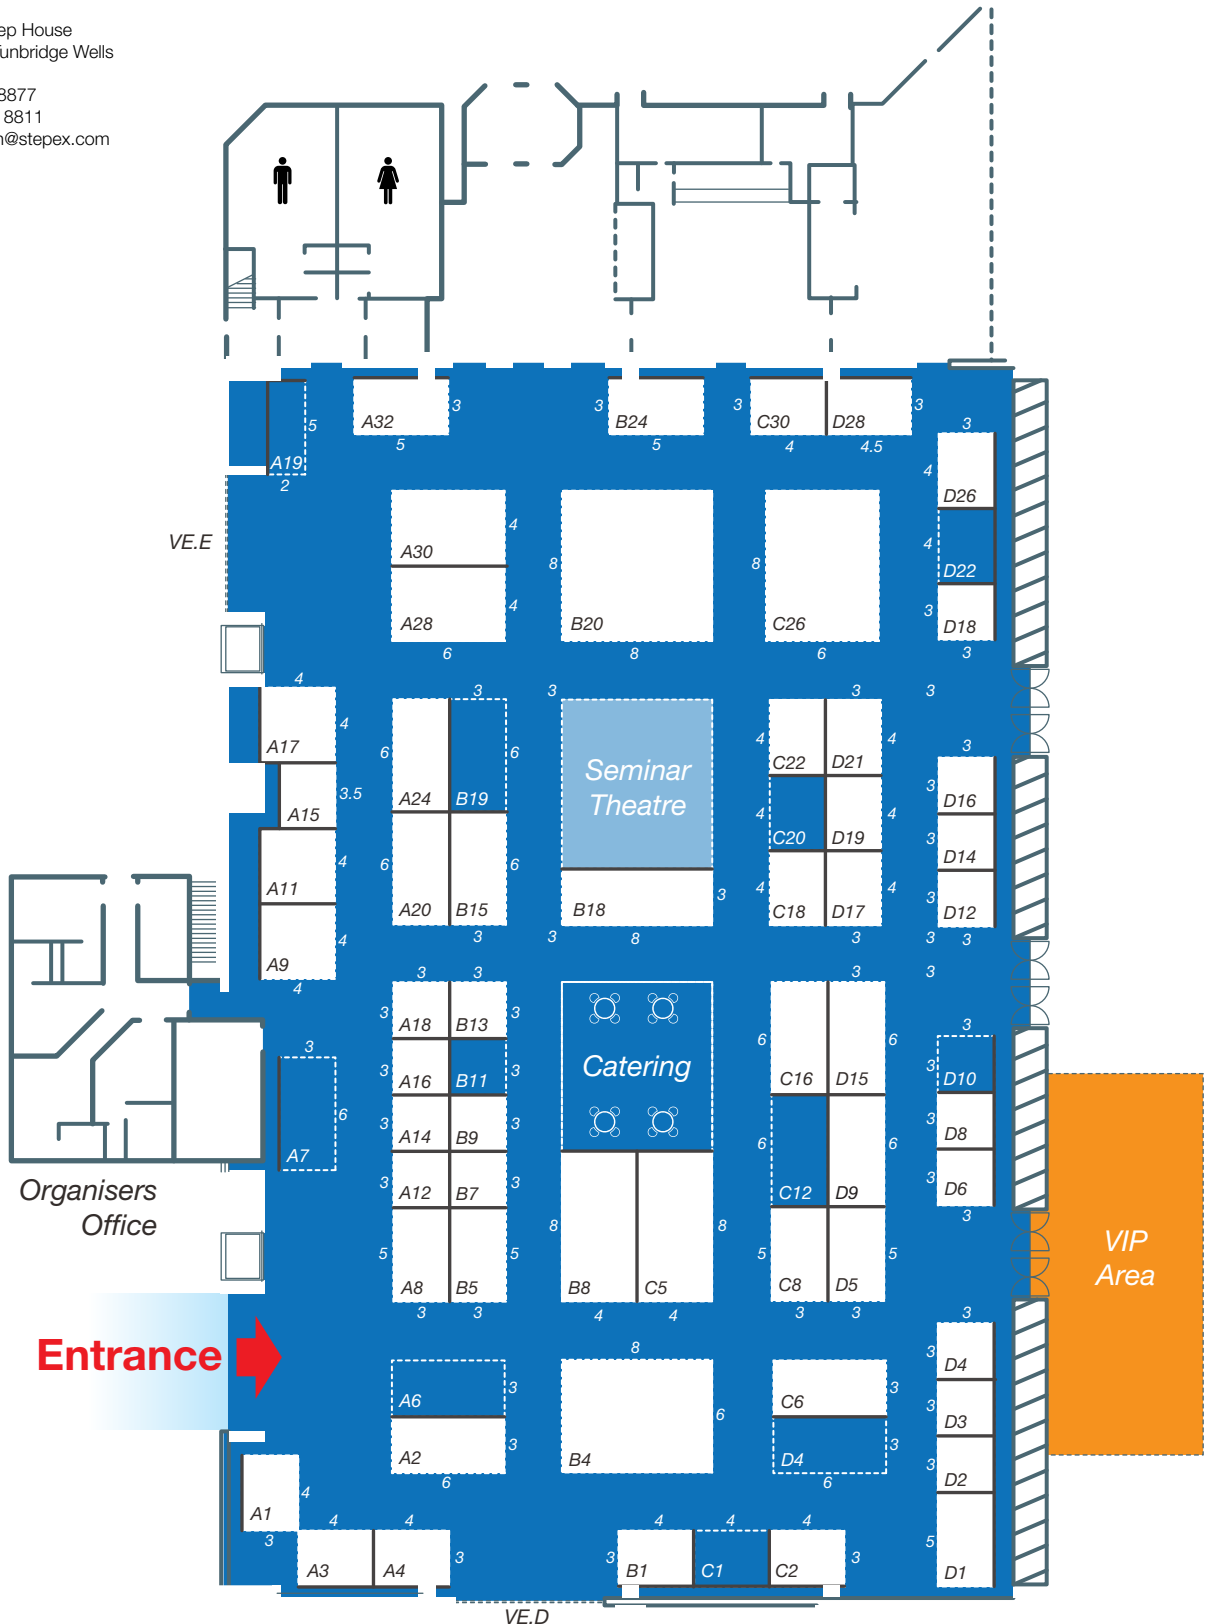 ep House
unbridge Wells
8877
8811
@stepex.com
A19
5
2
A32
3
5
3
B24
5
3
C30
D28
3
4
4.5
3
4
D26
4
D22
3
D18
3
VE.E
A30
4
A28
4
6
8
B20
8
8
C26
6
4
A17
4
A15
3.5
A11
4
A9
4
4
3
3
3
3
6
A24
B19
6
6
A20
B15
6
3
3
Seminar
Theatre
B18
3
8
4
C22
D21
4
4
C20
D19
4
4
C18
D17
4
3
3
3
3
D16
3
D14
3
D12
3
3
A7
6
Organisers
Office
3
3
3
A18
B13
3
3
A16
B11
3
3
A14
B9
3
3
A12
B7
3
5
A8
B5
5
3
3
Catering
8
B8
C5
8
4
4
3
3
6
C16
D15
6
6
C12
D9
6
5
C8
D5
5
3
3
3
3
D10
3
D8
3
D6
3
VIP
Area
Entrance
A6
3
A2
3
6
8
B4
6
C6
3
D4
3
6
3
3
D4
3
D3
3
D2
5
D1
A1
4
3
4
4
A3
A4
3
4
4
4
3
B1
C1
C2
3
VE.D